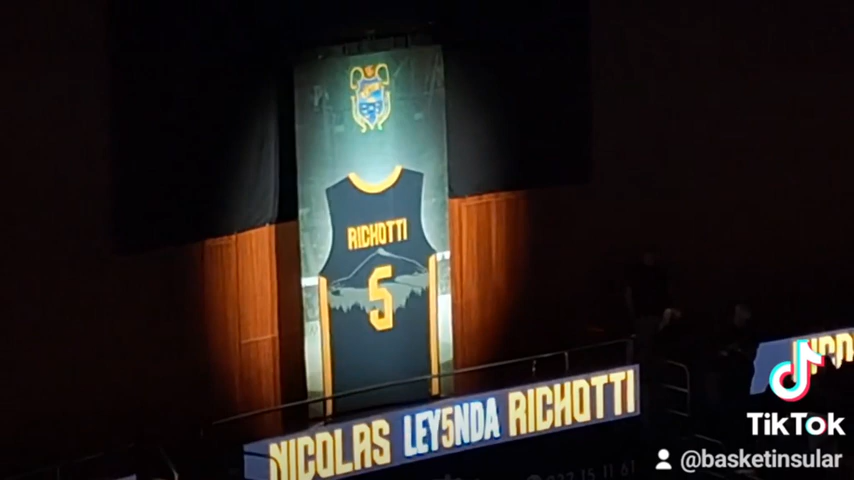 RICHOTTI
5
NICOLAS LEY5NDA RICHOTTI
TikTok
@basketinsular